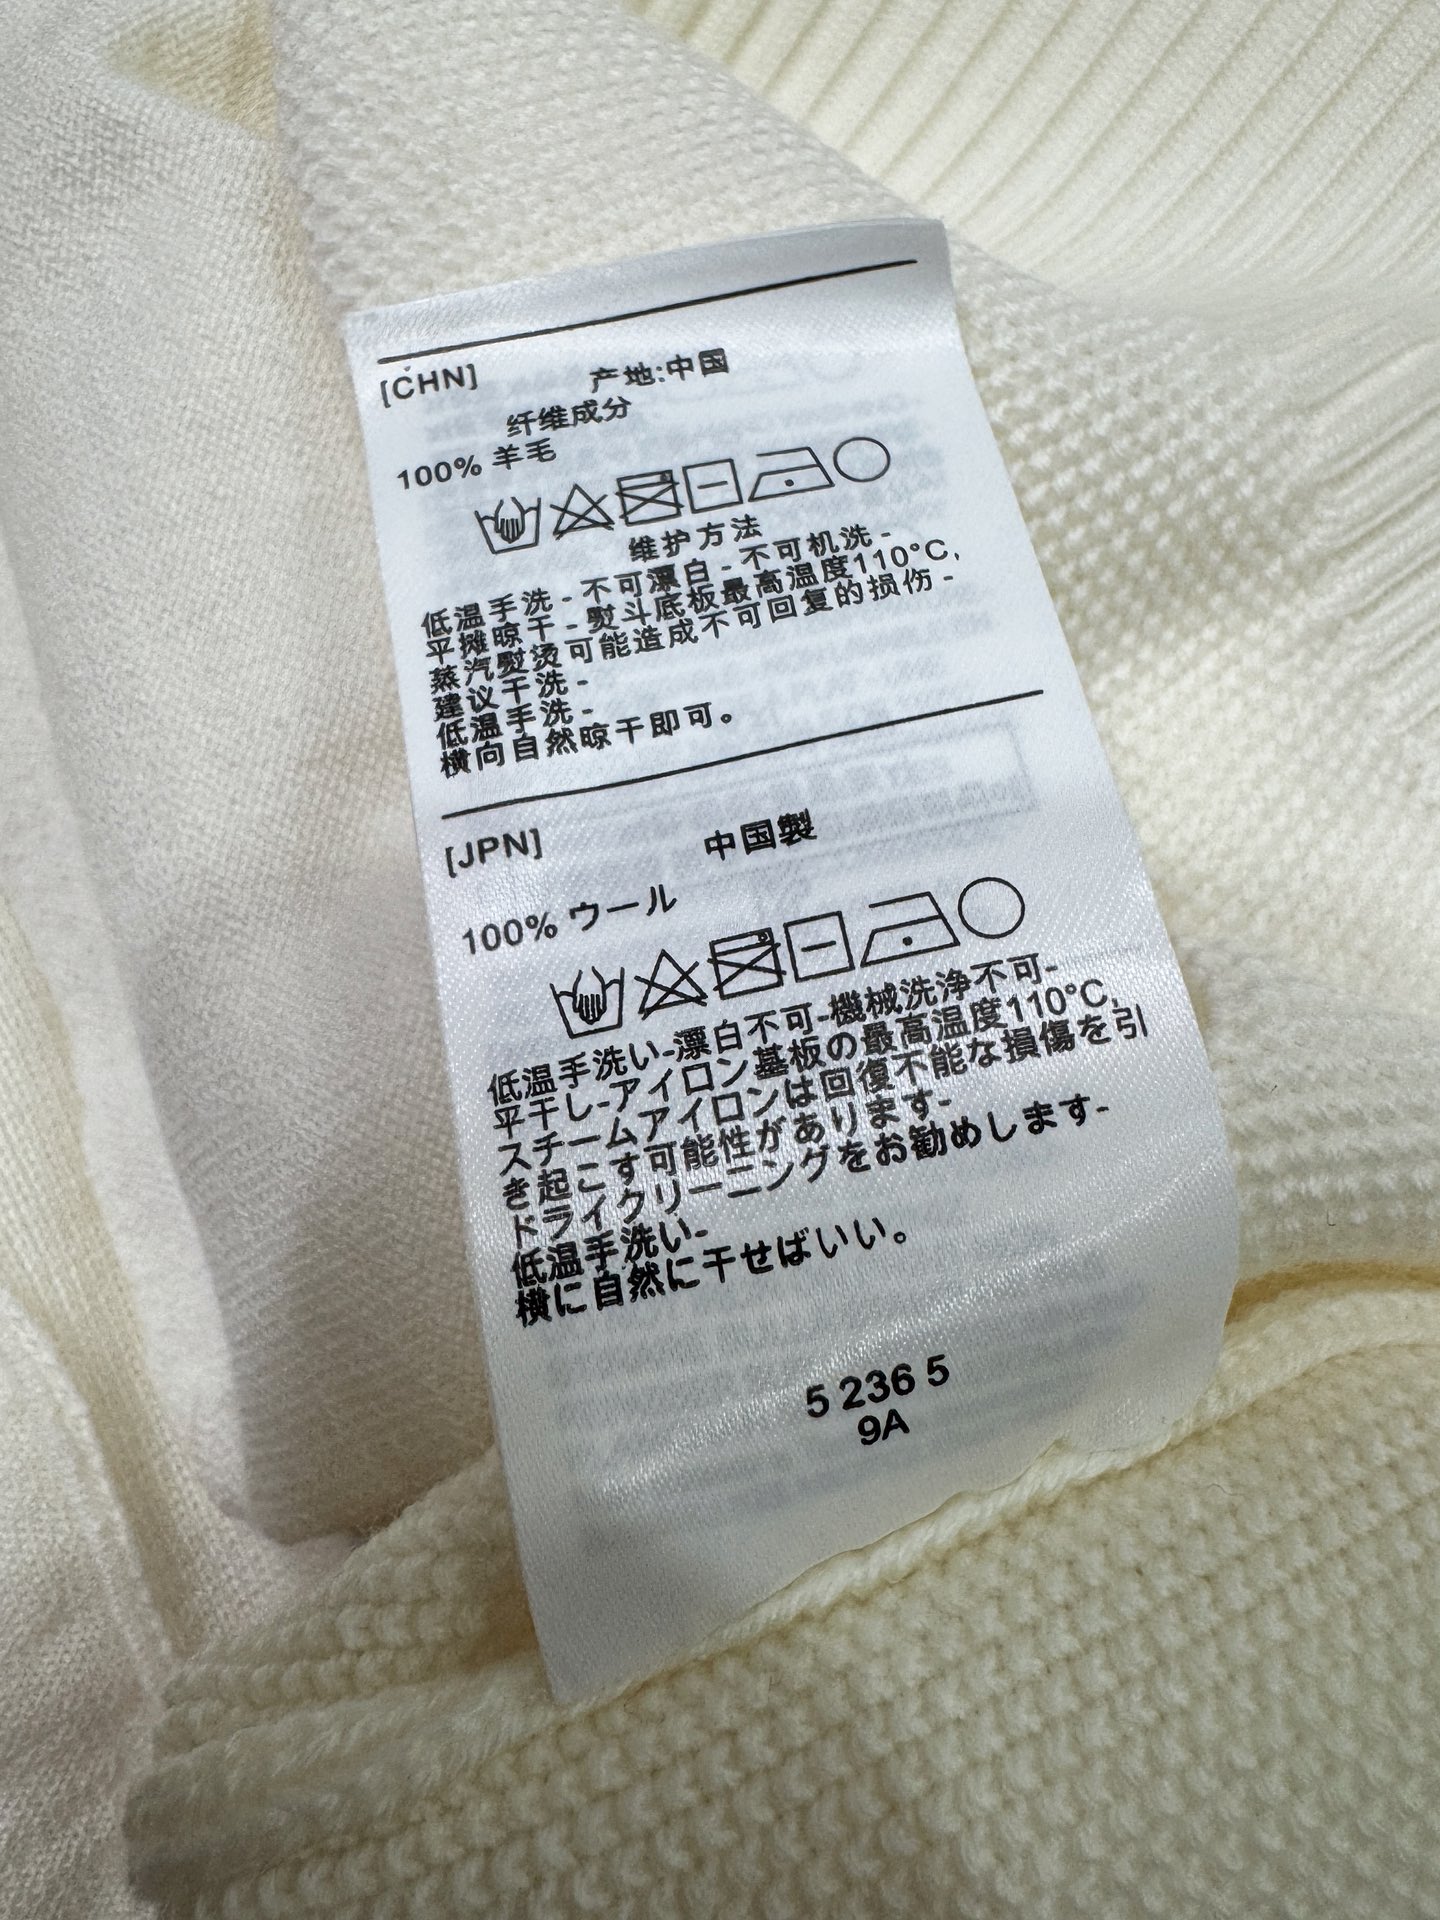 [CHN] 产地:中国
纤维成分
100% 羊毛
维护方法
低温手洗 - 不可漂白 - 不可机洗 -
平摊晾干 - 熨斗底板最高温度110°C,
蒸汽熨烫可能造成不可回复的损伤 -
建议干洗 -
低温手洗 -
横向自然晾干即可。
[JPN] 中国製
100% ウール
低温手洗い-漂白不可-機械洗浄不可-
平干し-アイロン基板の最高温度110°C,
スチームアイロンは回復不能な損傷を引
き起こす可能性があります-
ドライクリーニングをお勧めします-
低温手洗い-
横に自然に干せばいい。
5 236 5
9A